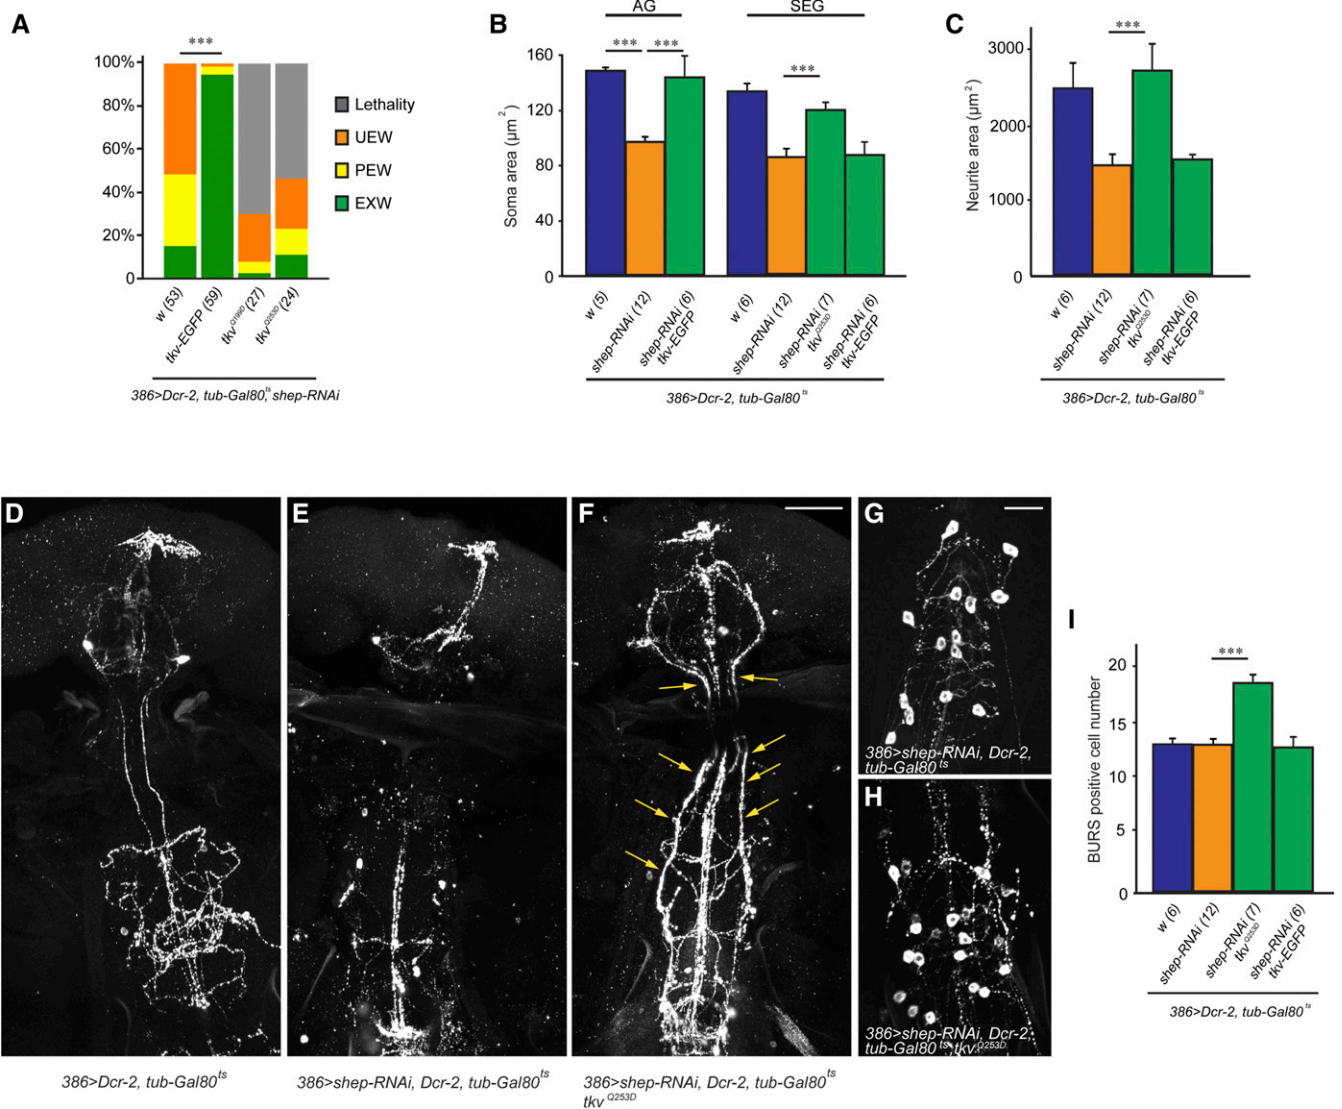 A
***
100%
80%
60%
40%
20%
0
Lethality
UEW
PEW
EXW
w (53)
tkv-EGFP (59)
tkv Q199D (27)
tkv Q253D (24)
386>Dcr-2, tub-Gal80 ts, shep-RNAi
B
AG
SEG
*** ***
***
Soma area (µm 2)
160
120
80
40
0
w (5)
shep-RNAi (12)
shep-RNAi (6)
tkv-EGFP
w (6)
shep-RNAi (12)
shep-RNAi (7)
tkv Q253D
shep-RNAi (6)
tkv-EGFP
386>Dcr-2, tub-Gal80 ts
C
***
Neurite area (µm 2)
3000
2000
1000
0
w (6)
shep-RNAi (12)
shep-RNAi (7)
tkv Q253D
shep-RNAi (6)
tkv-EGFP
386>Dcr-2, tub-Gal80 ts
D
386>Dcr-2, tub-Gal80 ts
E
386>shep-RNAi, Dcr-2, tub-Gal80 ts
F
386>shep-RNAi, Dcr-2, tub-Gal80 ts
tkv Q253D
G
386>shep-RNAi, Dcr-2,
tub-Gal80 ts
H
386>shep-RNAi, Dcr-2,
tub-Gal80 ts, tkv Q253D
I
***
BURS positive cell number
20
15
10
5
0
w (6)
shep-RNAi (12)
shep-RNAi (7)
tkv Q253D
shep-RNAi (6)
tkv-EGFP
386>Dcr-2, tub-Gal80 ts